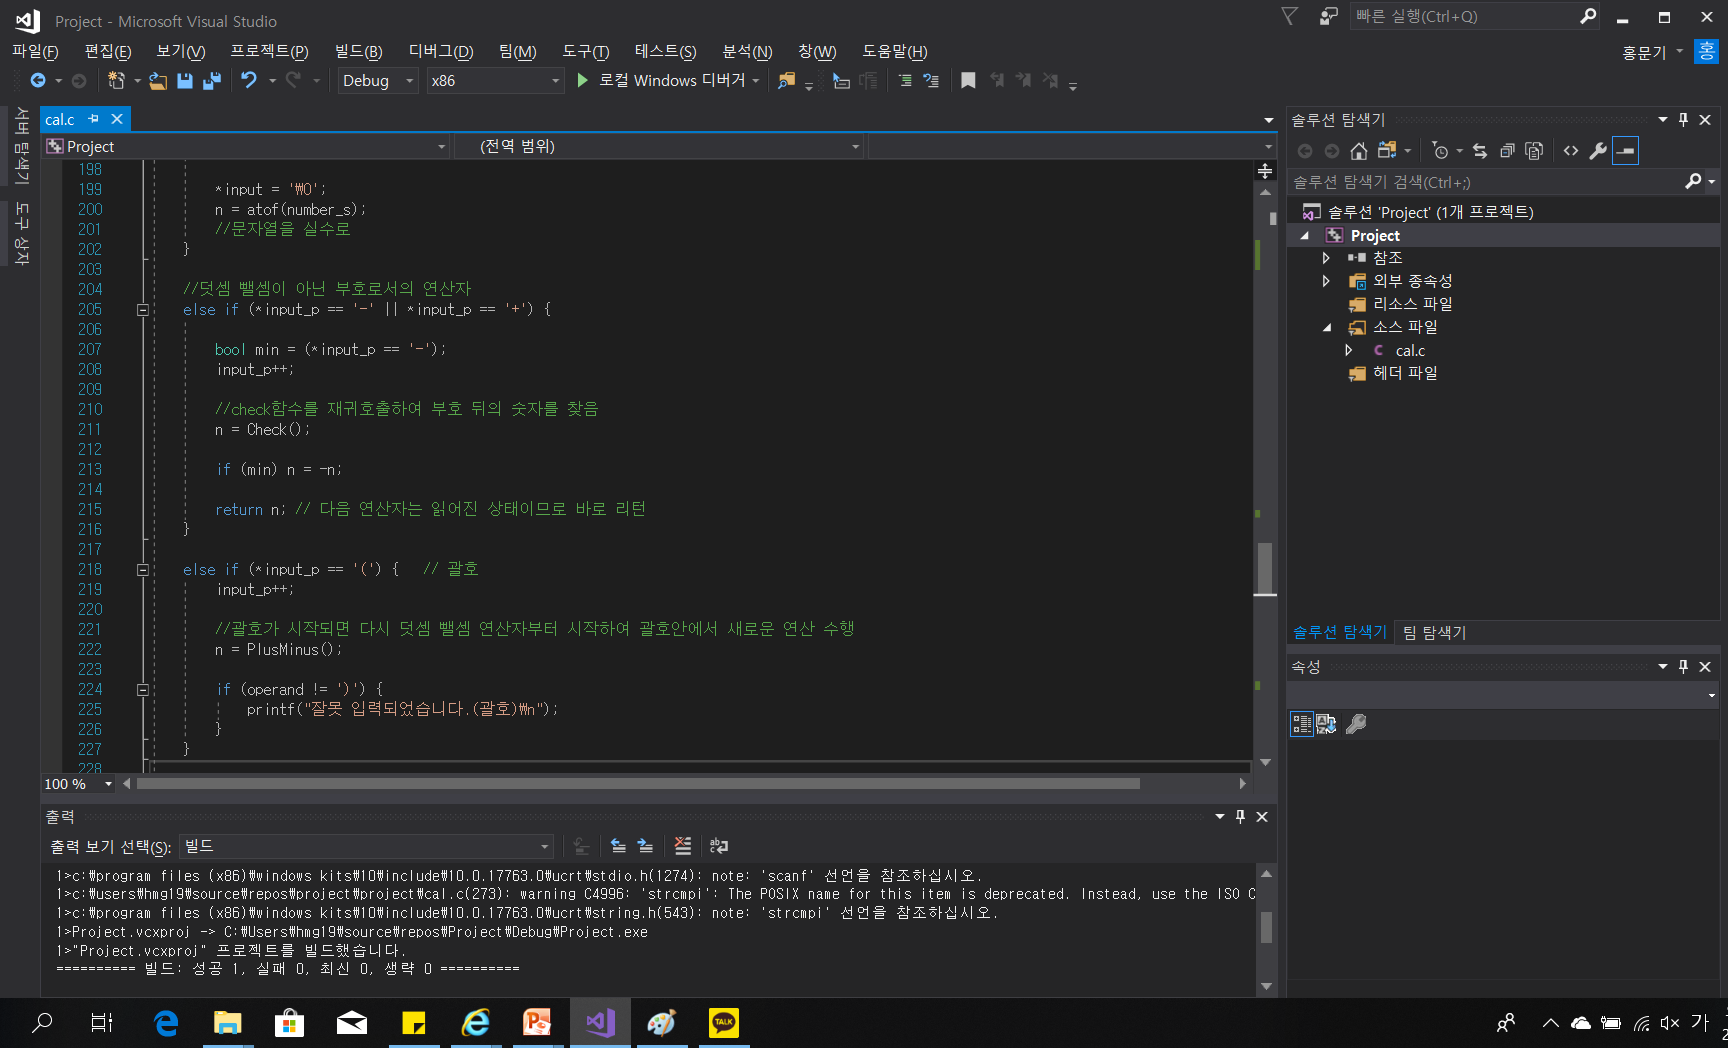 Project - Microsoft Visual Studio
빠른 실행(Ctrl+Q)
파일(F) 편집(E) 보기(V) 프로젝트(P) 빌드(B) 디버그(D) 팀(M) 도구(T) 테스트(S) 분석(N) 창(W) 도움말(H)
홍문기 홍
Debug x86 로컬 Windows 디버거
서버 탐색기
도구 상자
cal.c
Project (전역 범위)
198
199 *input = '₩0';
200 n = atof(number_s);
201 //문자열을 실수로
202 }
203
204 //덧셈 뺄셈이 아닌 부호로서의 연산자
205 else if (*input_p == '-' || *input_p == '+') {
206
207 bool min = (*input_p == '-');
208 input_p++;
209
210 //check함수를 재귀호출하여 부호 뒤의 숫자를 찾음
211 n = Check();
212
213 if (min) n = -n;
214
215 return n; // 다음 연산자는 읽어진 상태이므로 바로 리턴
216 }
217
218 else if (*input_p == '(') { // 괄호
219 input_p++;
220
221 //괄호가 시작되면 다시 덧셈 뺄셈 연산자부터 시작하여 괄호안에서 새로운 연산 수행
222 n = PlusMinus();
223
224 if (operand != ')') {
225 printf("잘못 입력되었습니다.(괄호)₩n");
226 }
227 }
228
100 %
출력
출력 보기 선택(S): 빌드
1>c:₩program files (x86)₩windows kits₩10₩include₩10.0.17763.0₩ucrt₩stdio.h(1274): note: 'scanf' 선언을 참조하십시오.
1>c:₩users₩hmg19₩source₩repos₩project₩project₩cal.c(273): warning C4996: 'strcmpi': The POSIX name for this item is deprecated. Instead, use the ISO C
1>c:₩program files (x86)₩windows kits₩10₩include₩10.0.17763.0₩ucrt₩string.h(543): note: 'strcmpi' 선언을 참조하십시오.
1>Project.vcxproj -> C:₩Users₩hmg19₩source₩repos₩Project₩Debug₩Project.exe
1>"Project.vcxproj" 프로젝트를 빌드했습니다.
========== 빌드: 성공 1, 실패 0, 최신 0, 생략 0 ==========
솔루션 탐색기
솔루션 탐색기 검색(Ctrl+;)
솔루션 'Project' (1개 프로젝트)
Project
참조
외부 종속성
리소스 파일
소스 파일
cal.c
헤더 파일
솔루션 탐색기 팀 탐색기
속성
TALK
가